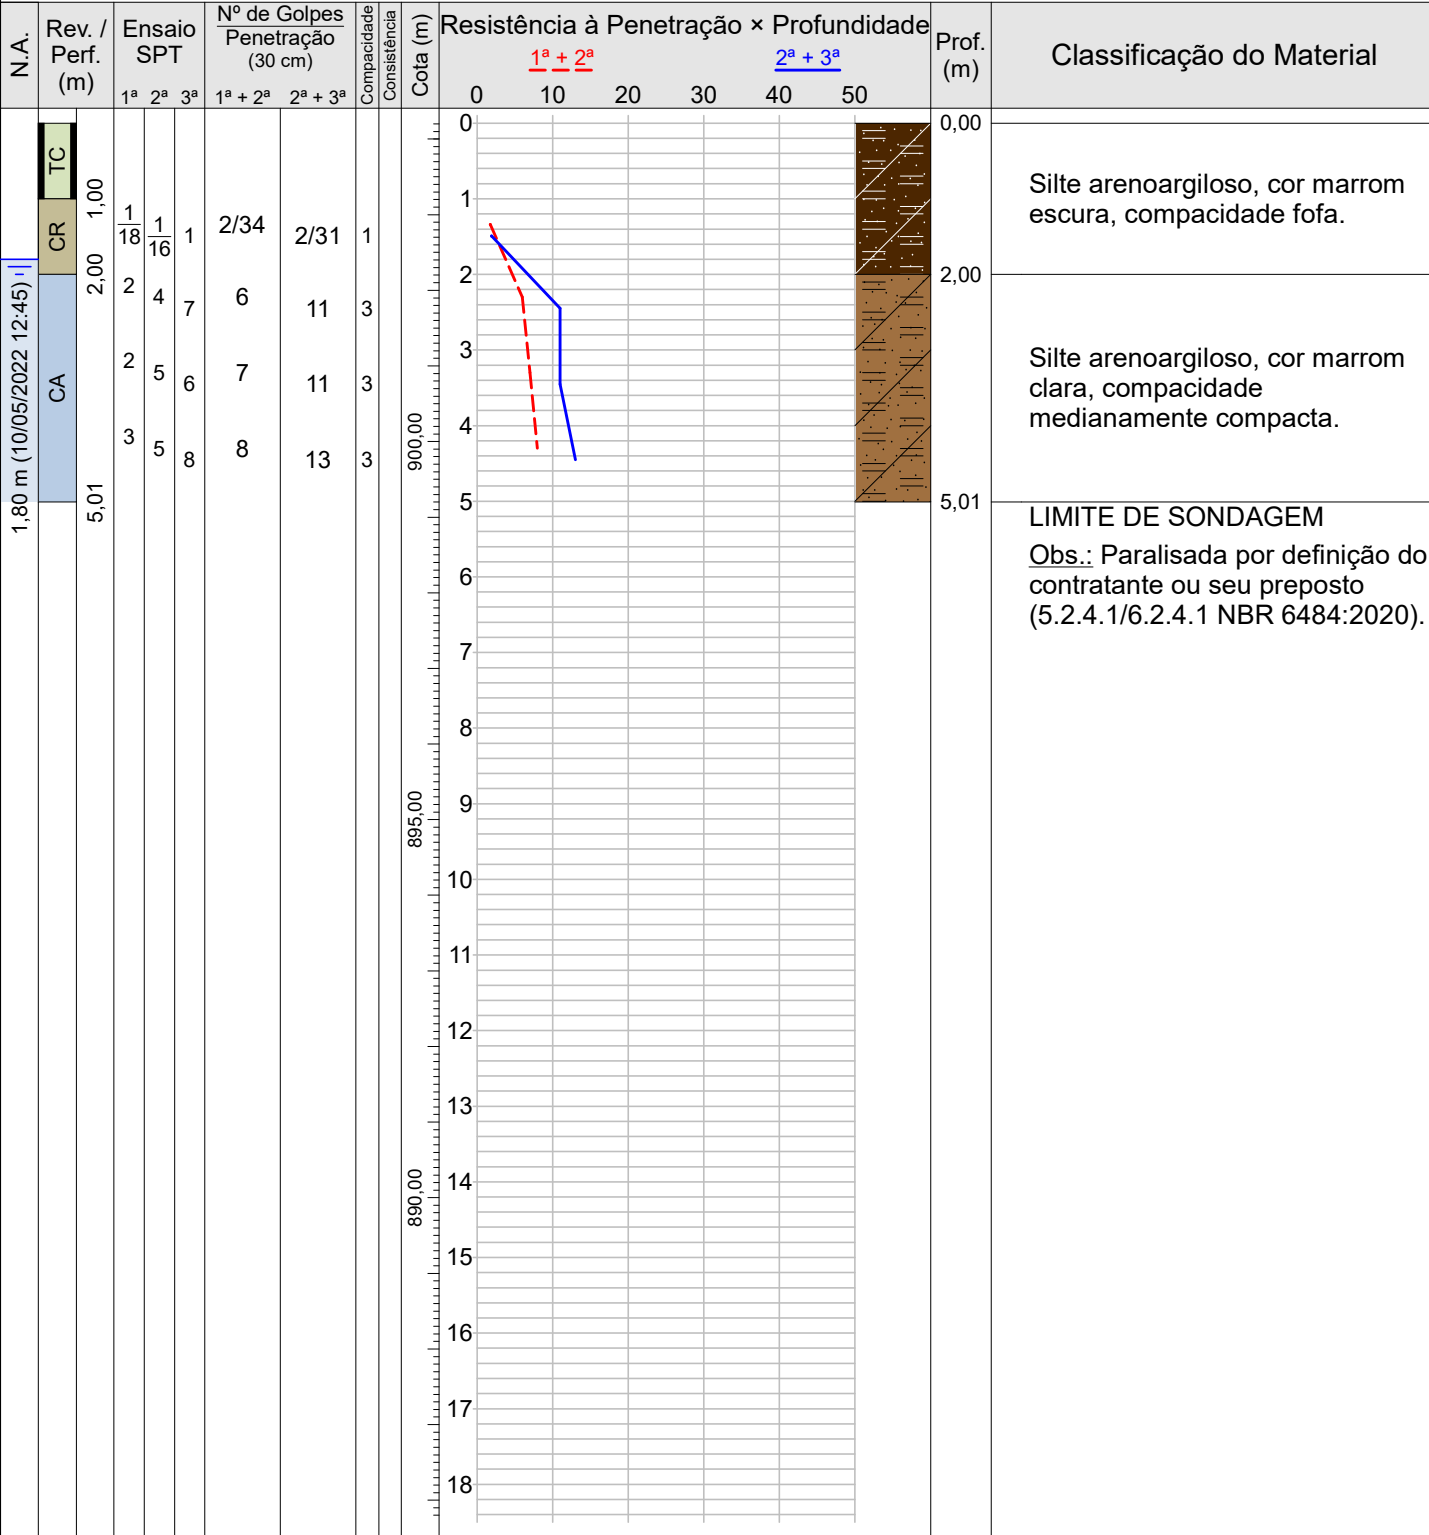 N.A.
Rev. /
Perf.
(m)
Ensaio
SPT
1ª 2ª 3ª
Nº de Golpes
Penetração
(30 cm)
1ª + 2ª 2ª + 3ª
Compacidade
Consistência
Cota (m)
Resistência à Penetração × Profundidade
1ª + 2ª 2ª + 3ª
0 10 20 30 40 50
Prof.
(m)
Classificação do Material
1,80 m (10/05/2022 12:45)
TC
CR
CA
1,00
2,00
5,01
1/18 1/16 1 2/34 2/31 1
2 4 7 6 11 3
2 5 6 7 11 3
3 5 8 8 13 3
900,00
895,00
890,00
0
1
2
3
4
5
6
7
8
9
10
11
12
13
14
15
16
17
18
0,00
2,00
5,01
Silte arenoargiloso, cor marrom
escura, compacidade fofa.
Silte arenoargiloso, cor marrom
clara, compacidade
medianamente compacta.
LIMITE DE SONDAGEM
Obs.: Paralisada por definição do
contratante ou seu preposto
(5.2.4.1/6.2.4.1 NBR 6484:2020).